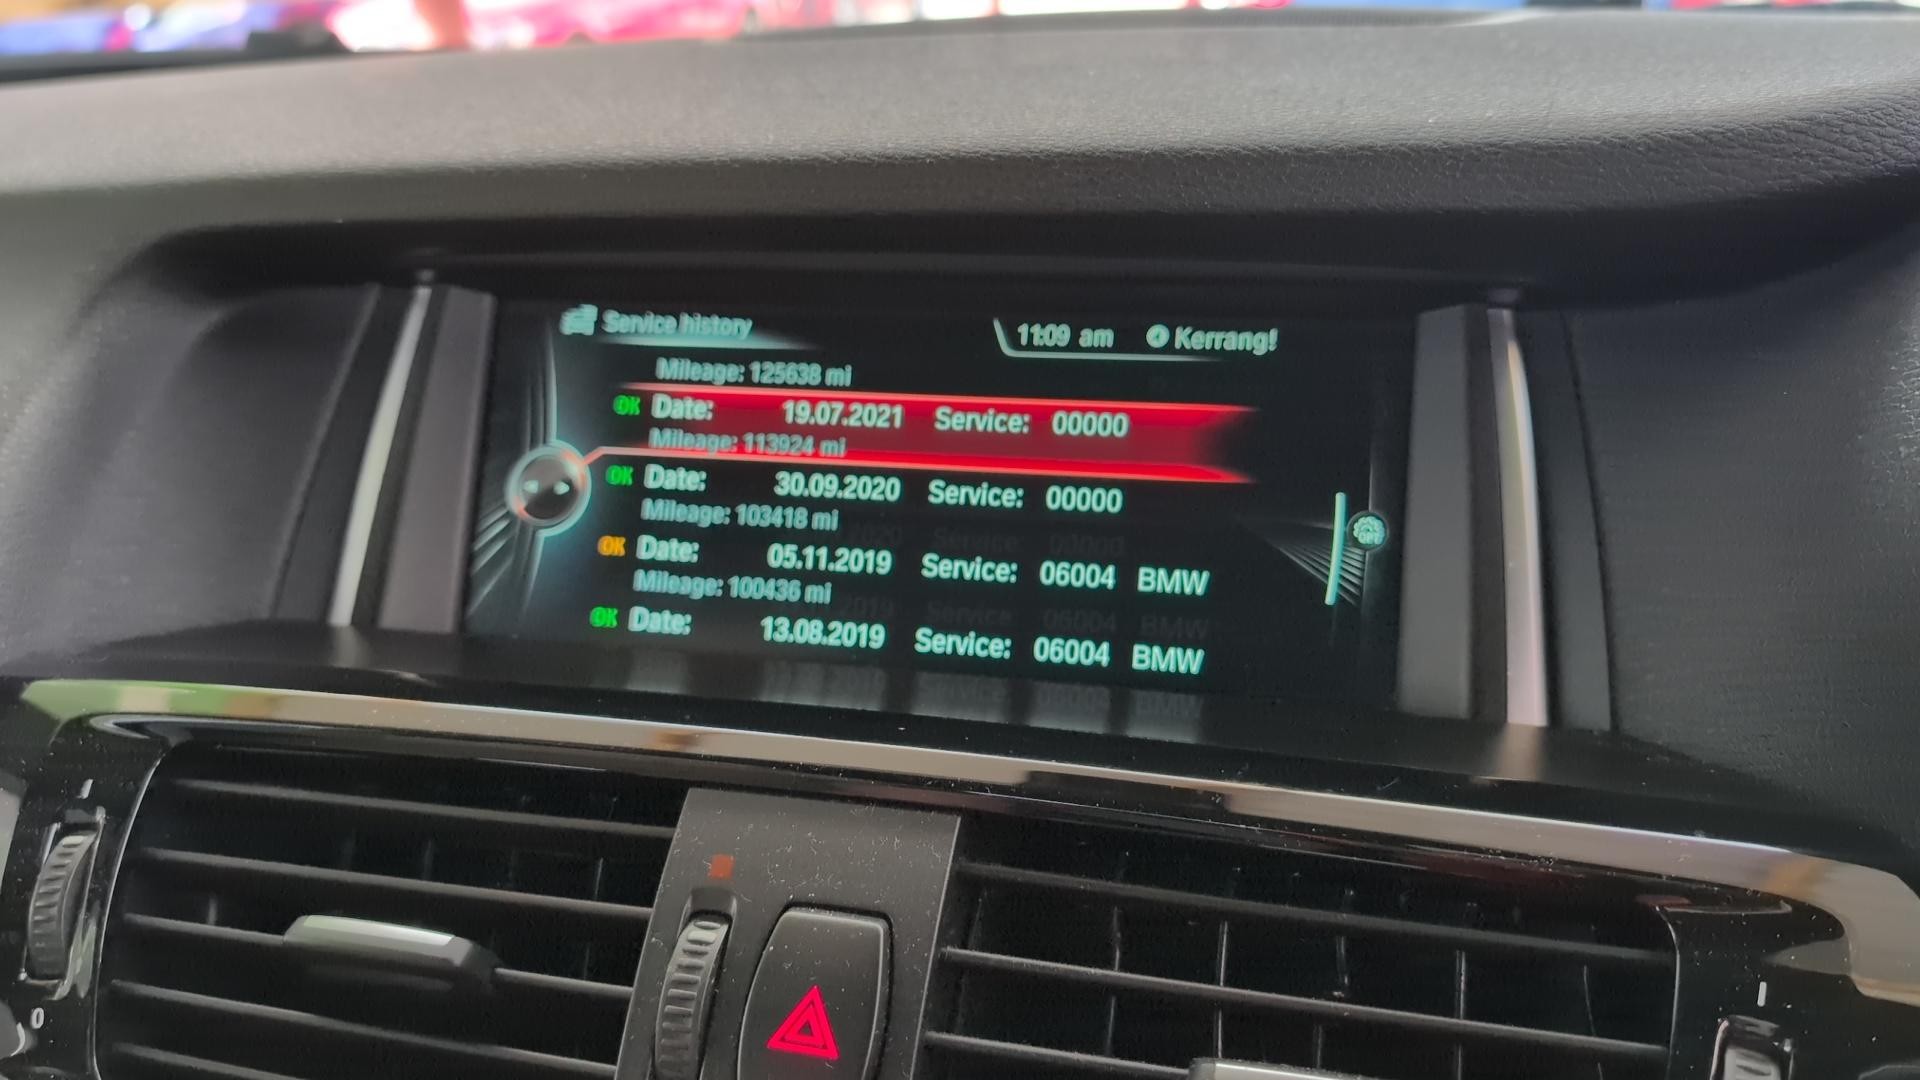 Service history
11:09 am Kerrang!
Mileage: 125638 mi
OK Date: 19.07.2021 Service: 00000
Mileage: 113924 mi
OK Date: 30.09.2020 Service: 00000
Mileage: 103418 mi
OK Date: 05.11.2019 Service: 06004 BMW
Mileage: 100436 mi
OK Date: 13.08.2019 Service: 06004 BMW
0